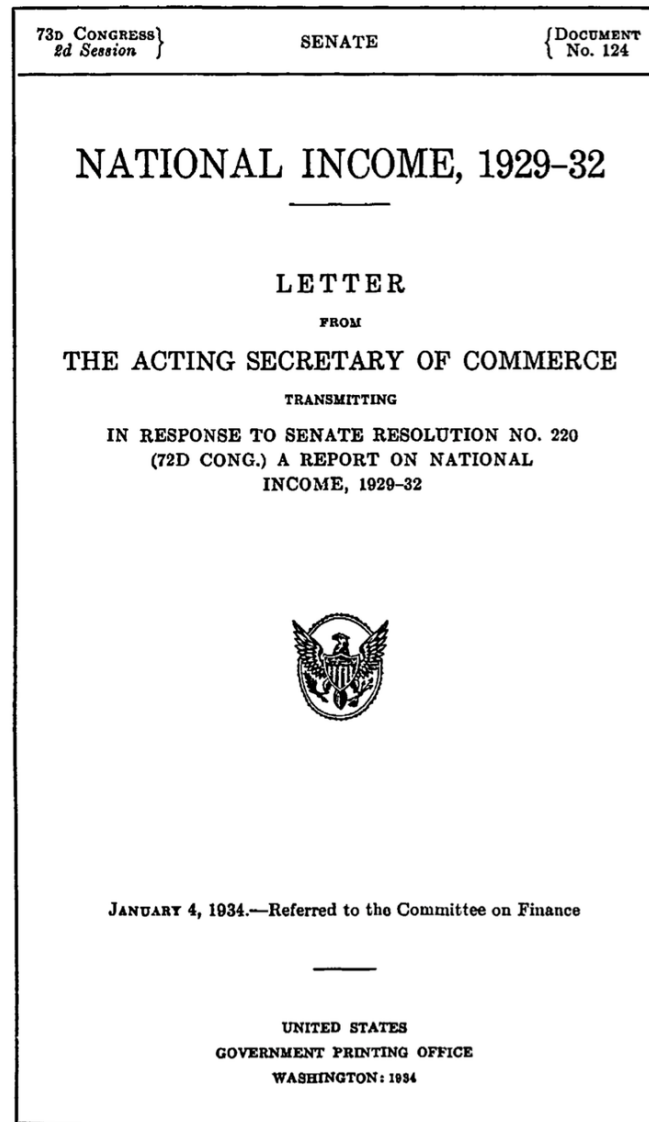 73D CONGRESS} SENATE {DOCUMENT
2d Session } { No. 124
NATIONAL INCOME, 1929–32
LETTER
FROM
THE ACTING SECRETARY OF COMMERCE
TRANSMITTING
IN RESPONSE TO SENATE RESOLUTION NO. 220
(72D CONG.) A REPORT ON NATIONAL
INCOME, 1929–32
JANUARY 4, 1934.—Referred to the Committee on Finance
UNITED STATES
GOVERNMENT PRINTING OFFICE
WASHINGTON: 1934